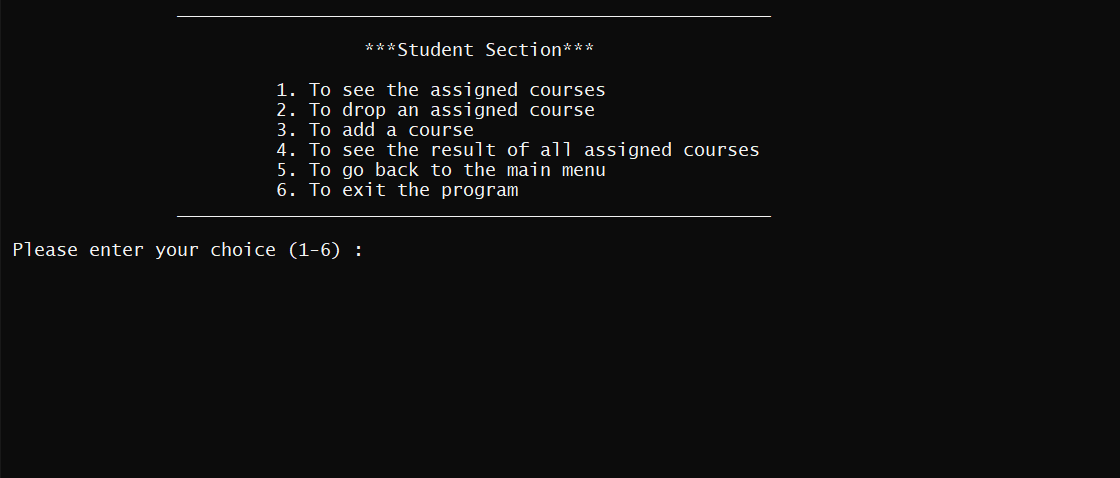 ***Student Section***
1. To see the assigned courses
2. To drop an assigned course
3. To add a course
4. To see the result of all assigned courses
5. To go back to the main menu
6. To exit the program
Please enter your choice (1-6) :